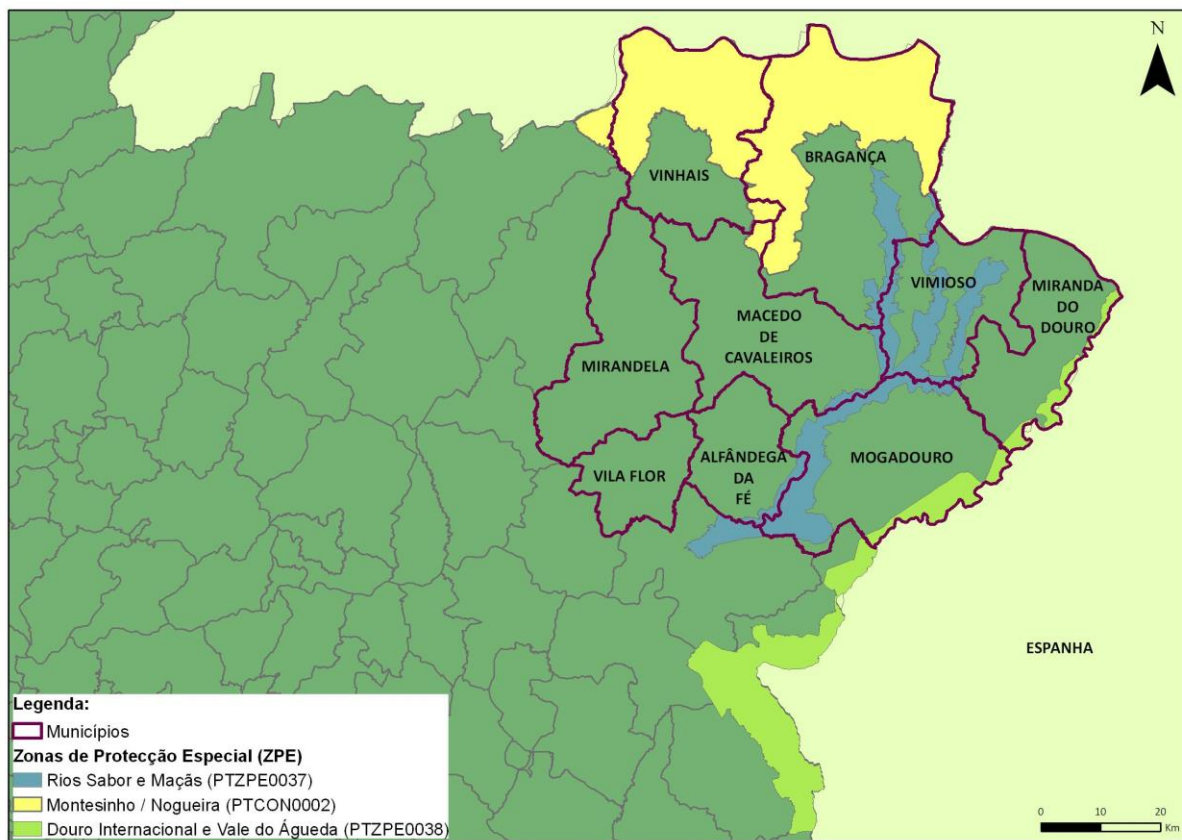 N
BRAGANÇA
VINHAIS
VIMIOSO
MIRANDA
DO
DOURO
MACEDO
DE
CAVALEIROS
MIRANDELA
MOGADOURO
ALFÂNDEGA
DA
FÉ
VILA FLOR
ESPANHA
Legenda:
Municípios
Zonas de Protecção Especial (ZPE)
Rios Sabor e Maçãs (PTZPE0037)
Montesinho / Nogueira (PTCON0002)
Douro Internacional e Vale do Águeda (PTZPE0038)
0 10 20
Km